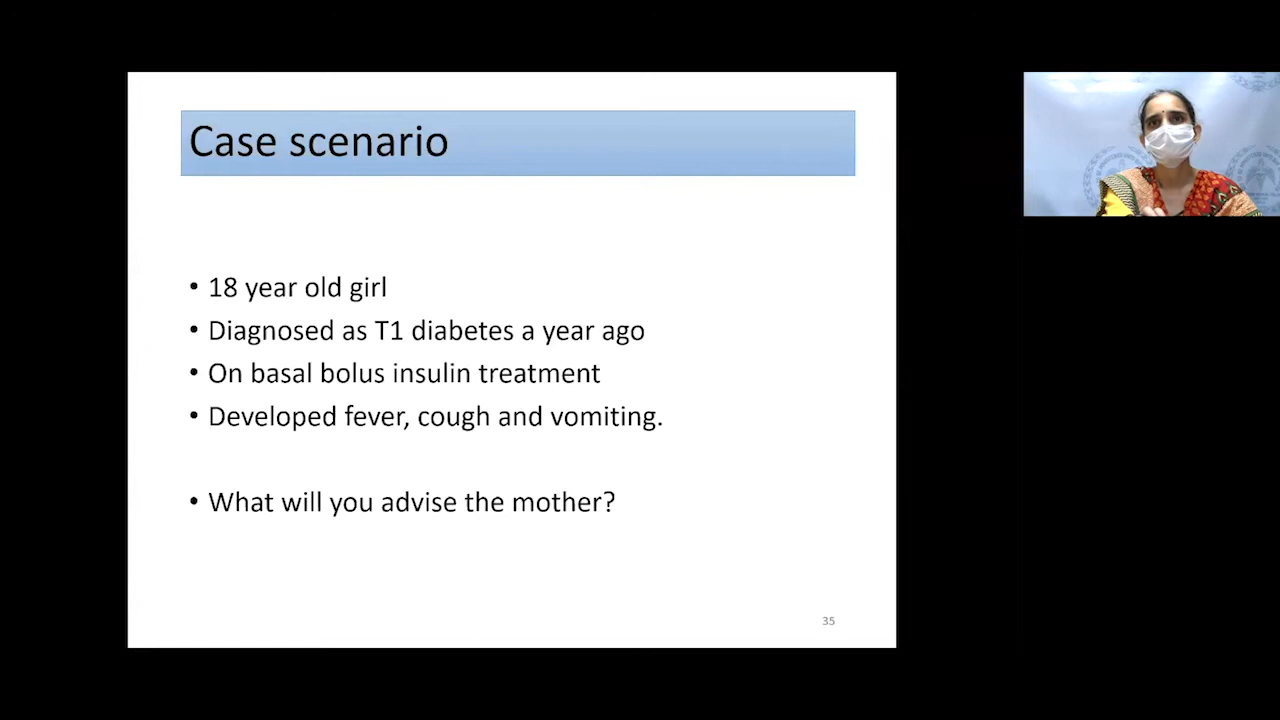 Case scenario
• 18 year old girl
• Diagnosed as T1 diabetes a year ago
• On basal bolus insulin treatment
• Developed fever, cough and vomiting.
• What will you advise the mother?
35